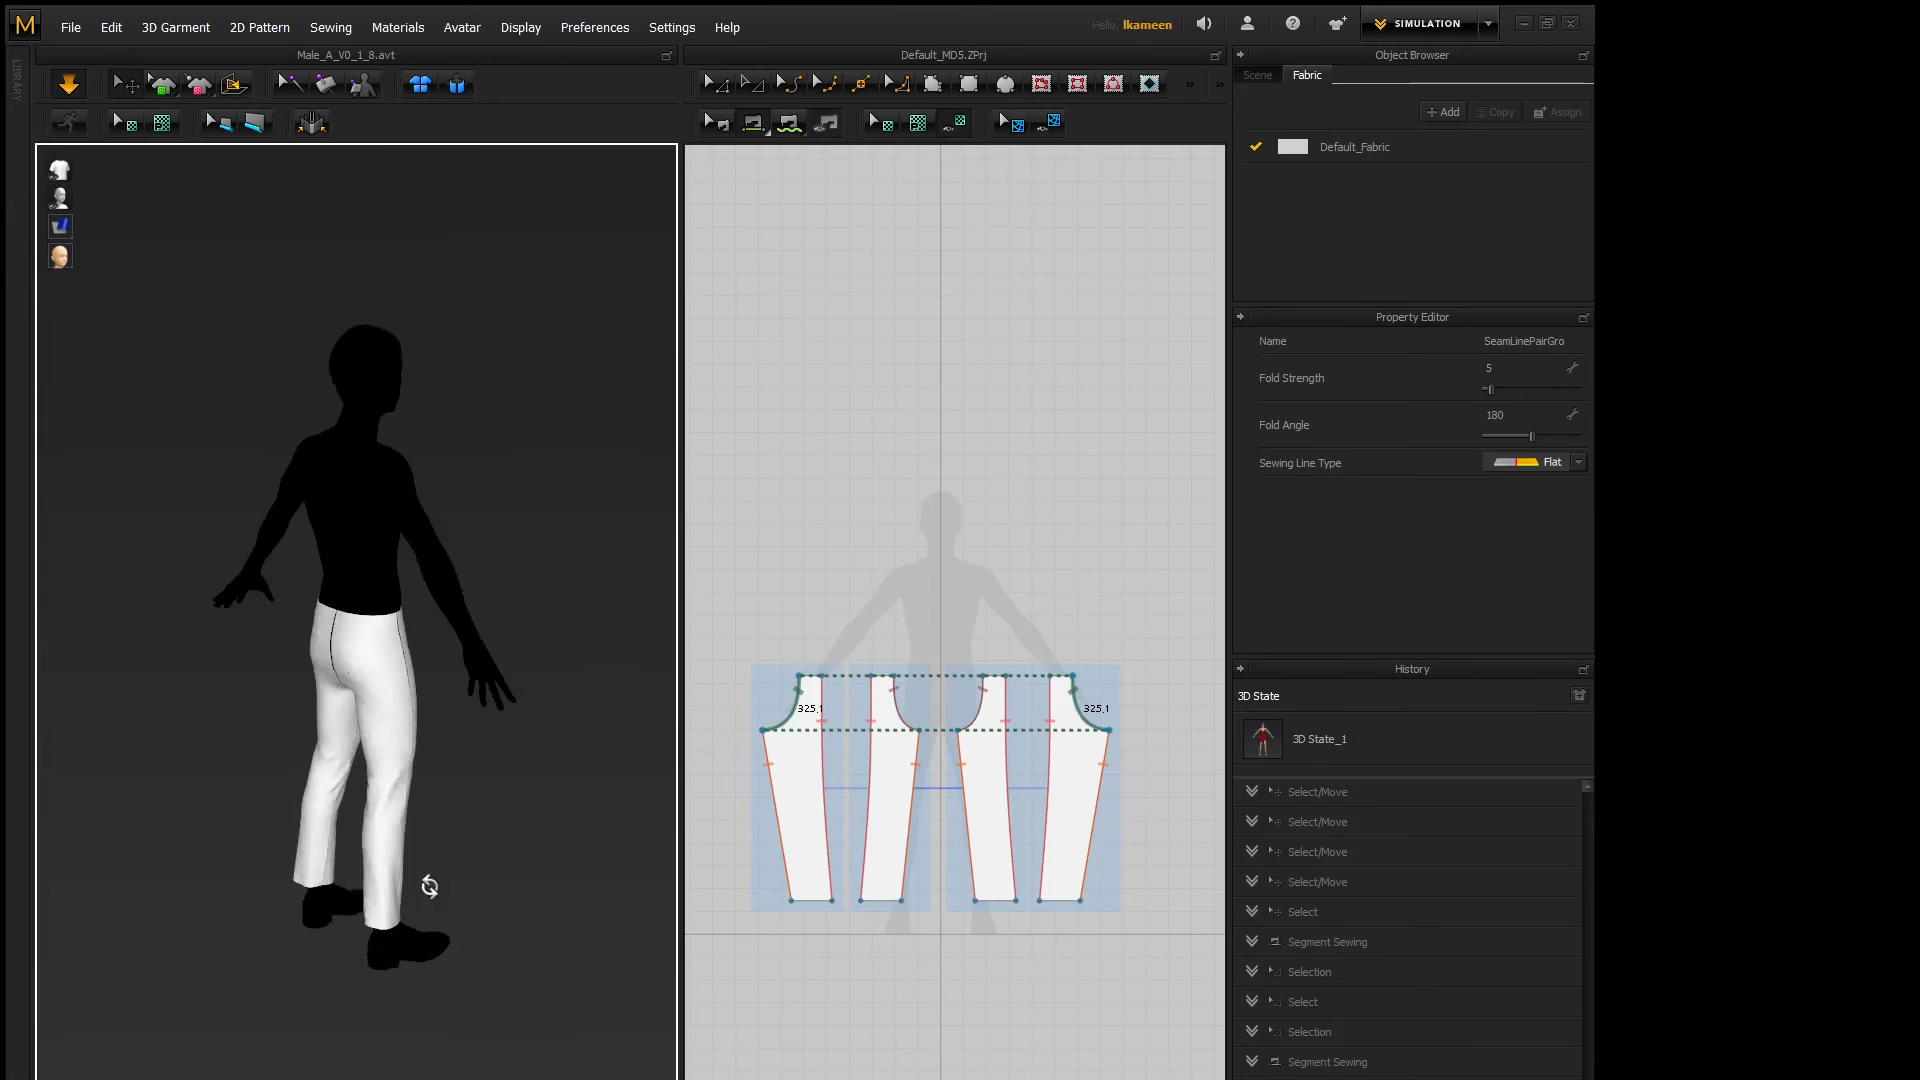 M File Edit 3D Garment 2D Pattern Sewing Materials Avatar Display Preferences Settings Help Hello, lkameen SIMULATION
LIBRARY
Male_A_V0_1_8.avt
Default_MD5.ZPrj
325.1
325.1
Object Browser
Scene Fabric
+ Add Copy Assign
Default_Fabric
Property Editor
Name SeamLinePairGro
Fold Strength 5
Fold Angle 180
Sewing Line Type Flat
History
3D State
3D State_1
Select/Move
Select/Move
Select/Move
Select/Move
Select
Segment Sewing
Selection
Select
Selection
Segment Sewing